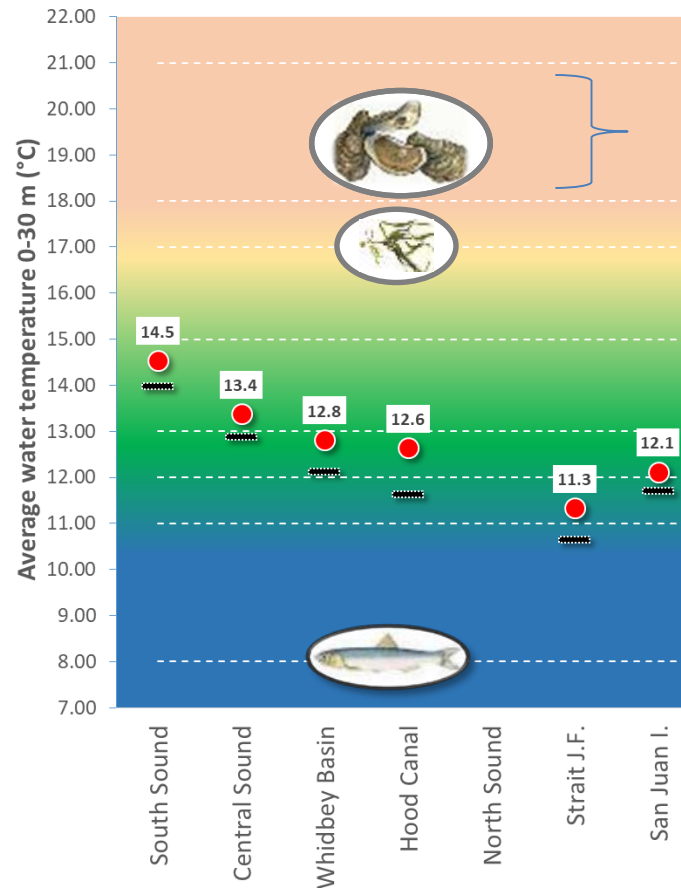 Average water temperature 0-30 m (°C)
22.00
21.00
20.00
19.00
18.00
17.00
16.00
15.00
14.00
13.00
12.00
11.00
10.00
9.00
8.00
7.00
14.5
13.4
12.8
12.6
11.3
12.1
South Sound
Central Sound
Whidbey Basin
Hood Canal
North Sound
Strait J.F.
San Juan I.